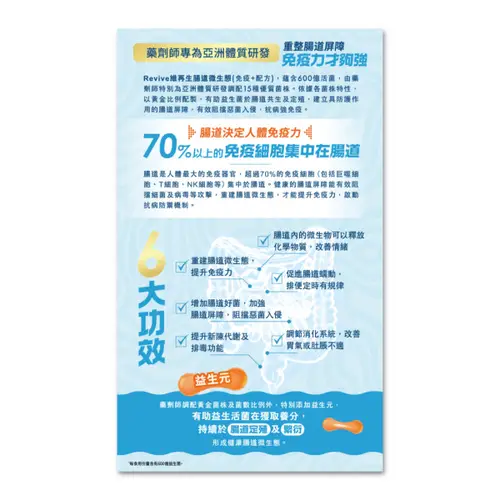 藥劑師專為亞洲體質研發
重整腸道屏障
免疫力才夠強
Revive維再生腸道微生態(免疫+配方)，蘊含600億活菌，由藥
劑師特別為亞洲體質研發調配15種優質菌株。依據各菌株特性，
以黃金比例配製，有助益生菌於腸道共生及定殖，建立具防護作
用的腸道屏障，有效阻擋惡菌入侵，抗病強免疫。
腸道決定人體免疫力
70%以上的免疫細胞集中在腸道
腸道是人體最大的免疫器官，超過70%的免疫細胞(包括巨噬細
胞、T細胞、NK細胞等)集中於腸道。健康的腸道屏障能有效阻
擋細菌及病毒等攻擊，重建腸道微生態，才能提升免疫力，啟動
抗病防禦機制。
6大功效
腸道內的微生物可以釋放
化學物質，改善情緒
重建腸道微生態，
提升免疫力
促進腸道蠕動，
排便定時有規律
增加腸道好菌，加強
腸道屏障，阻擋惡菌入侵
提升新陳代謝及
排毒功能
調節消化系統，改善
胃氣或肚脹不適
益生元
藥劑師調配黃金菌株及菌數比例外，特別添加益生元，
有助益生活菌在獲取養分，
持續於腸道定殖及繁衍
形成健康腸道微生態。